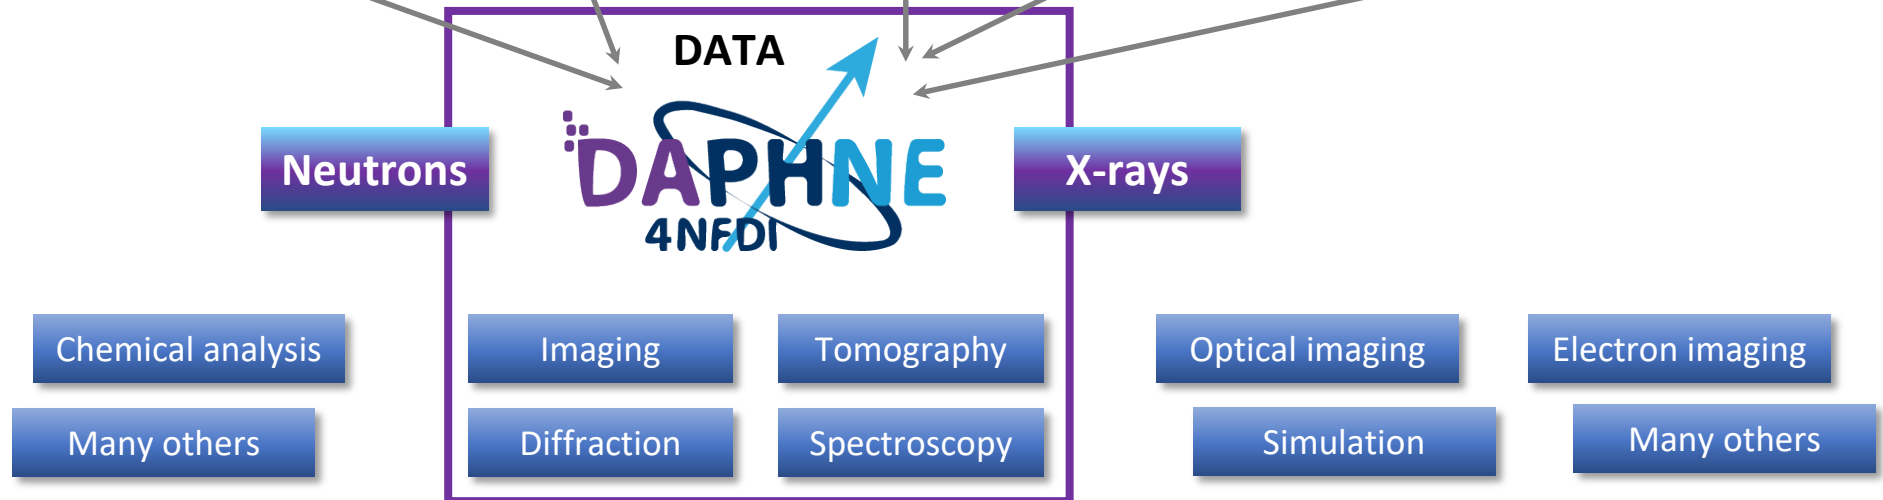 DATA
Neutrons
DAPHNE
4NFDI
X-rays
Chemical analysis
Imaging
Tomography
Optical imaging
Electron imaging
Many others
Diffraction
Spectroscopy
Simulation
Many others